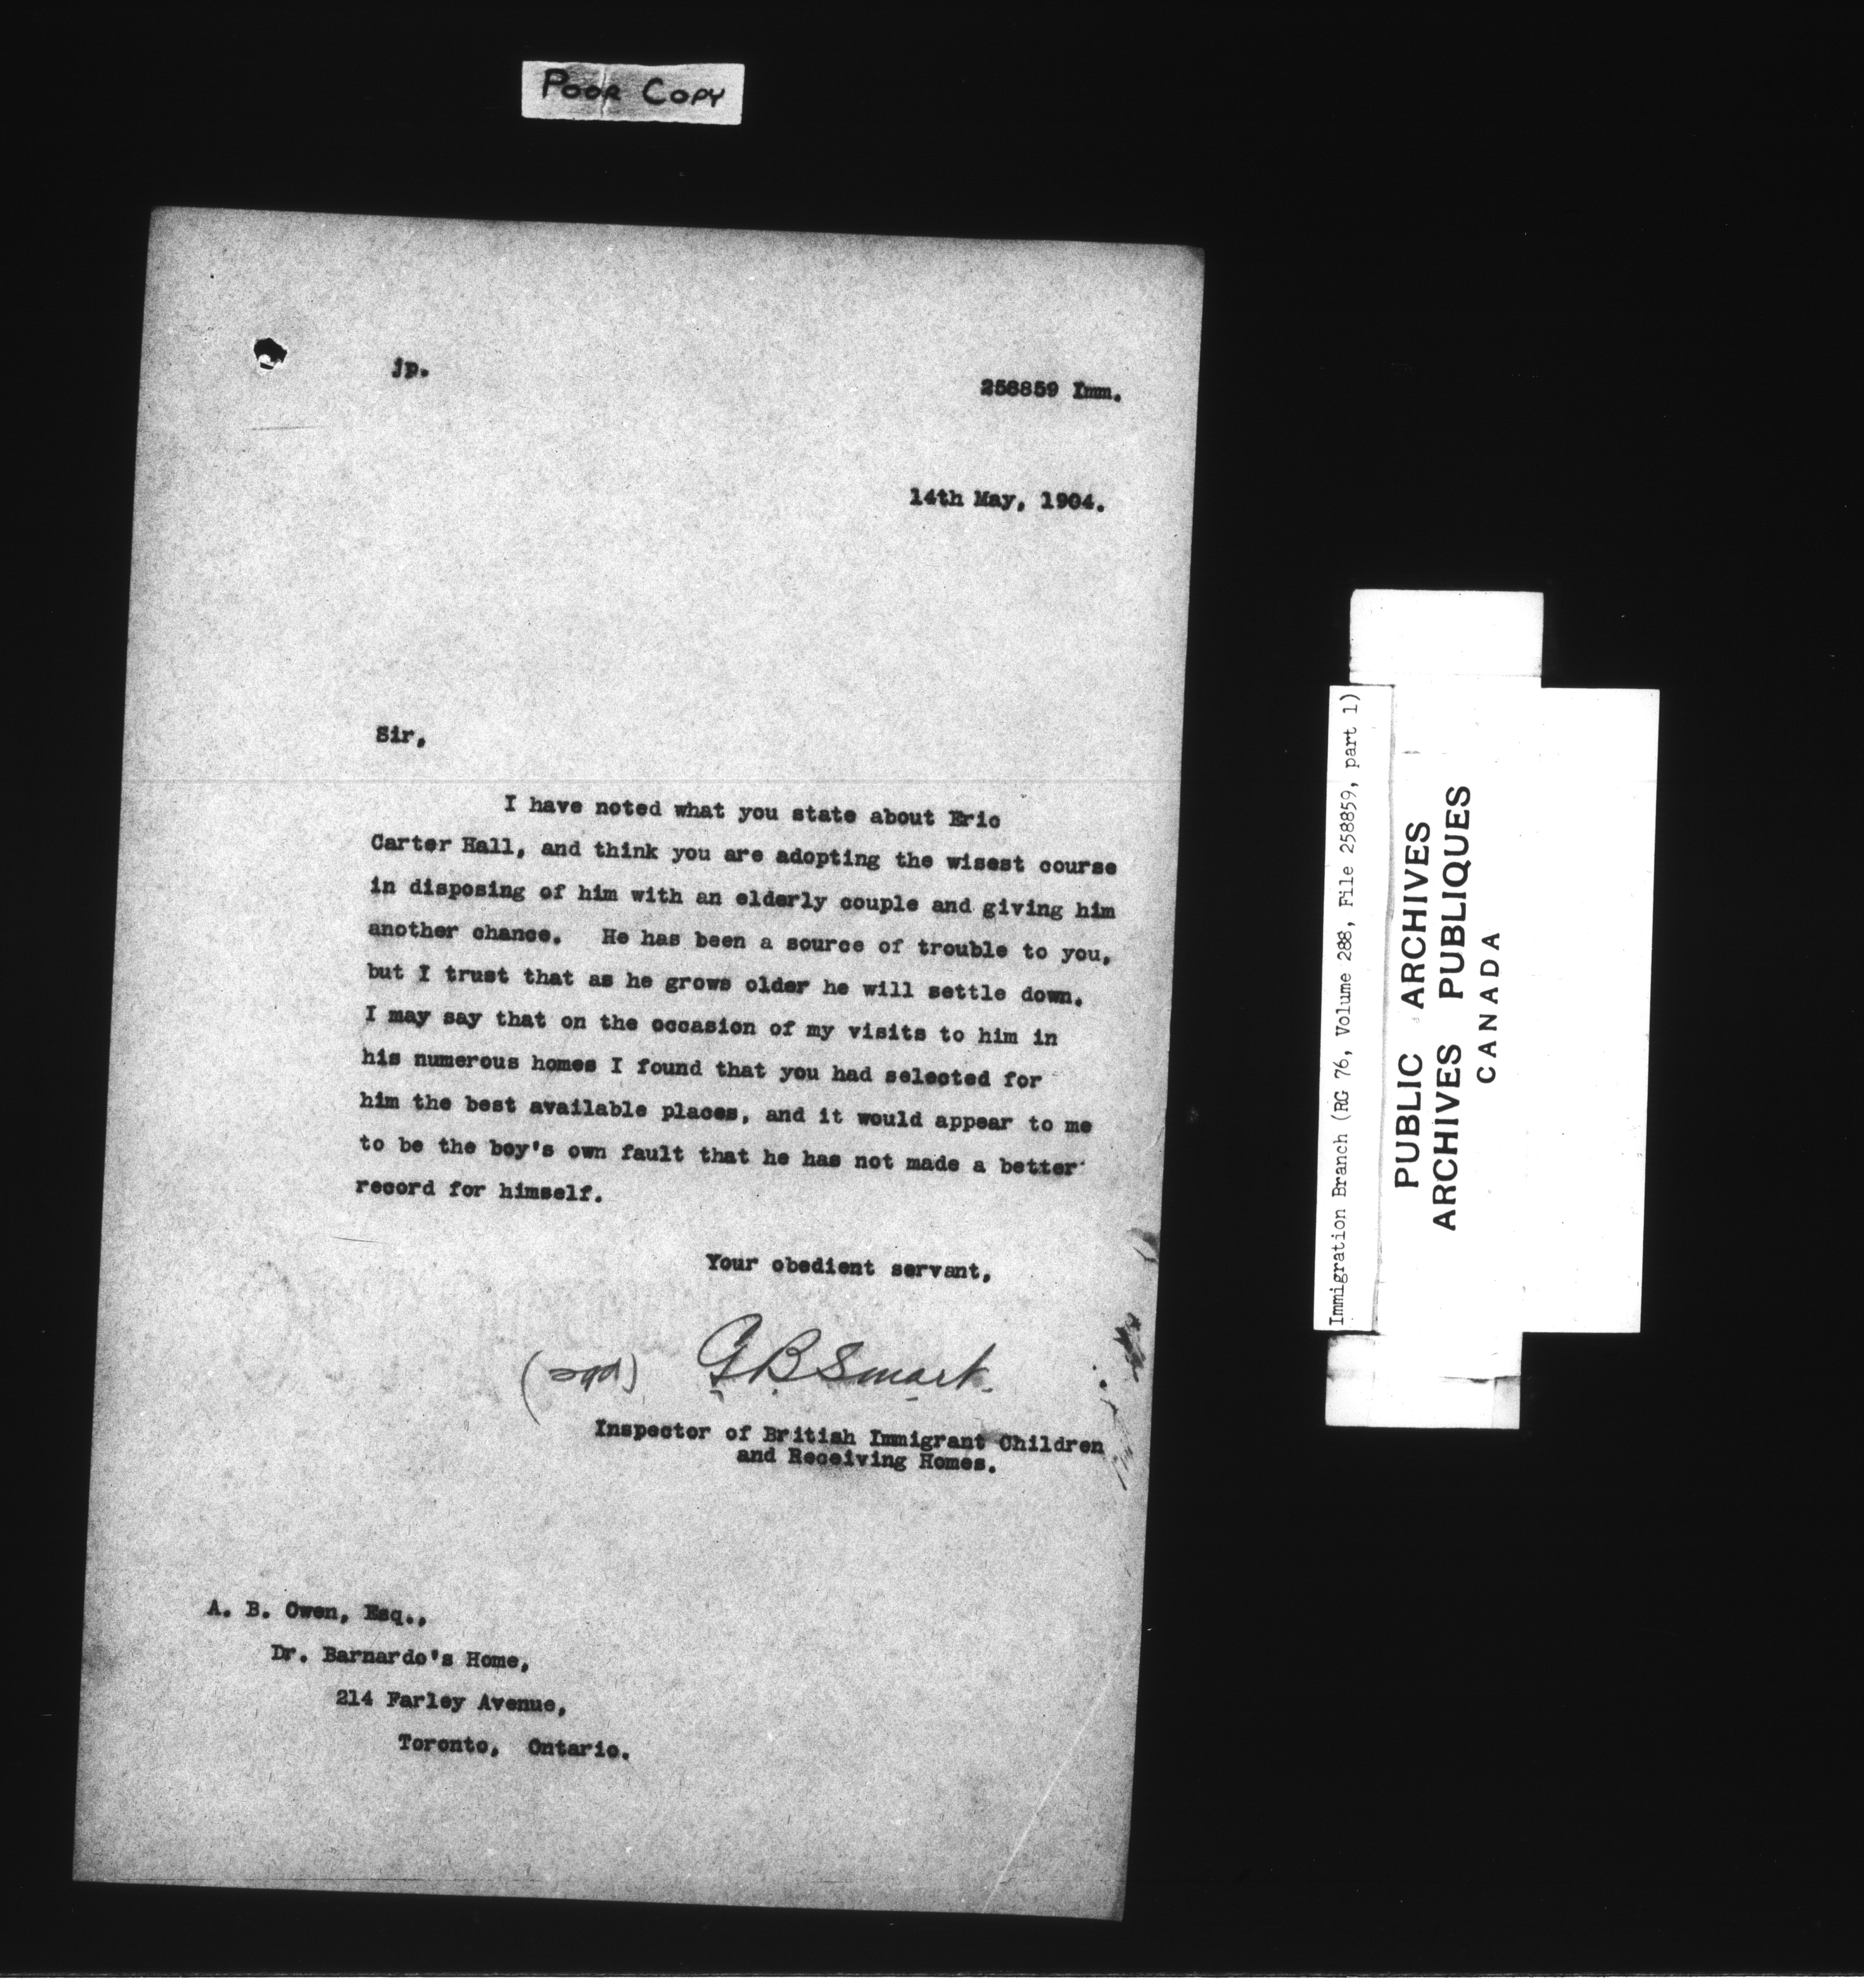 POOR COPY
jp.
258859 Imm.
14th May, 1904.
Sir,
I have noted what you state about Eric
Carter Hall, and think you are adopting the wisest course
in disposing of him with an elderly couple and giving him
another chance. He has been a source of trouble to you,
but I trust that as he grows older he will settle down.
I may say that on the occasion of my visits to him in
his numerous homes I found that you had selected for
him the best available places, and it would appear to me
to be the boy's own fault that he has not made a better
record for himself.
Your obedient servant,
(sgd) G B Smart.
Inspector of British Immigrant Children
and Receiving Homes.
A. B. Owen, Esq.,
Dr. Barnardo's Home,
214 Farley Avenue,
Toronto, Ontario.
Immigration Branch (RG 76, Volume 288, File 258859, part 1)
PUBLIC ARCHIVES
ARCHIVES PUBLIQUES
CANADA